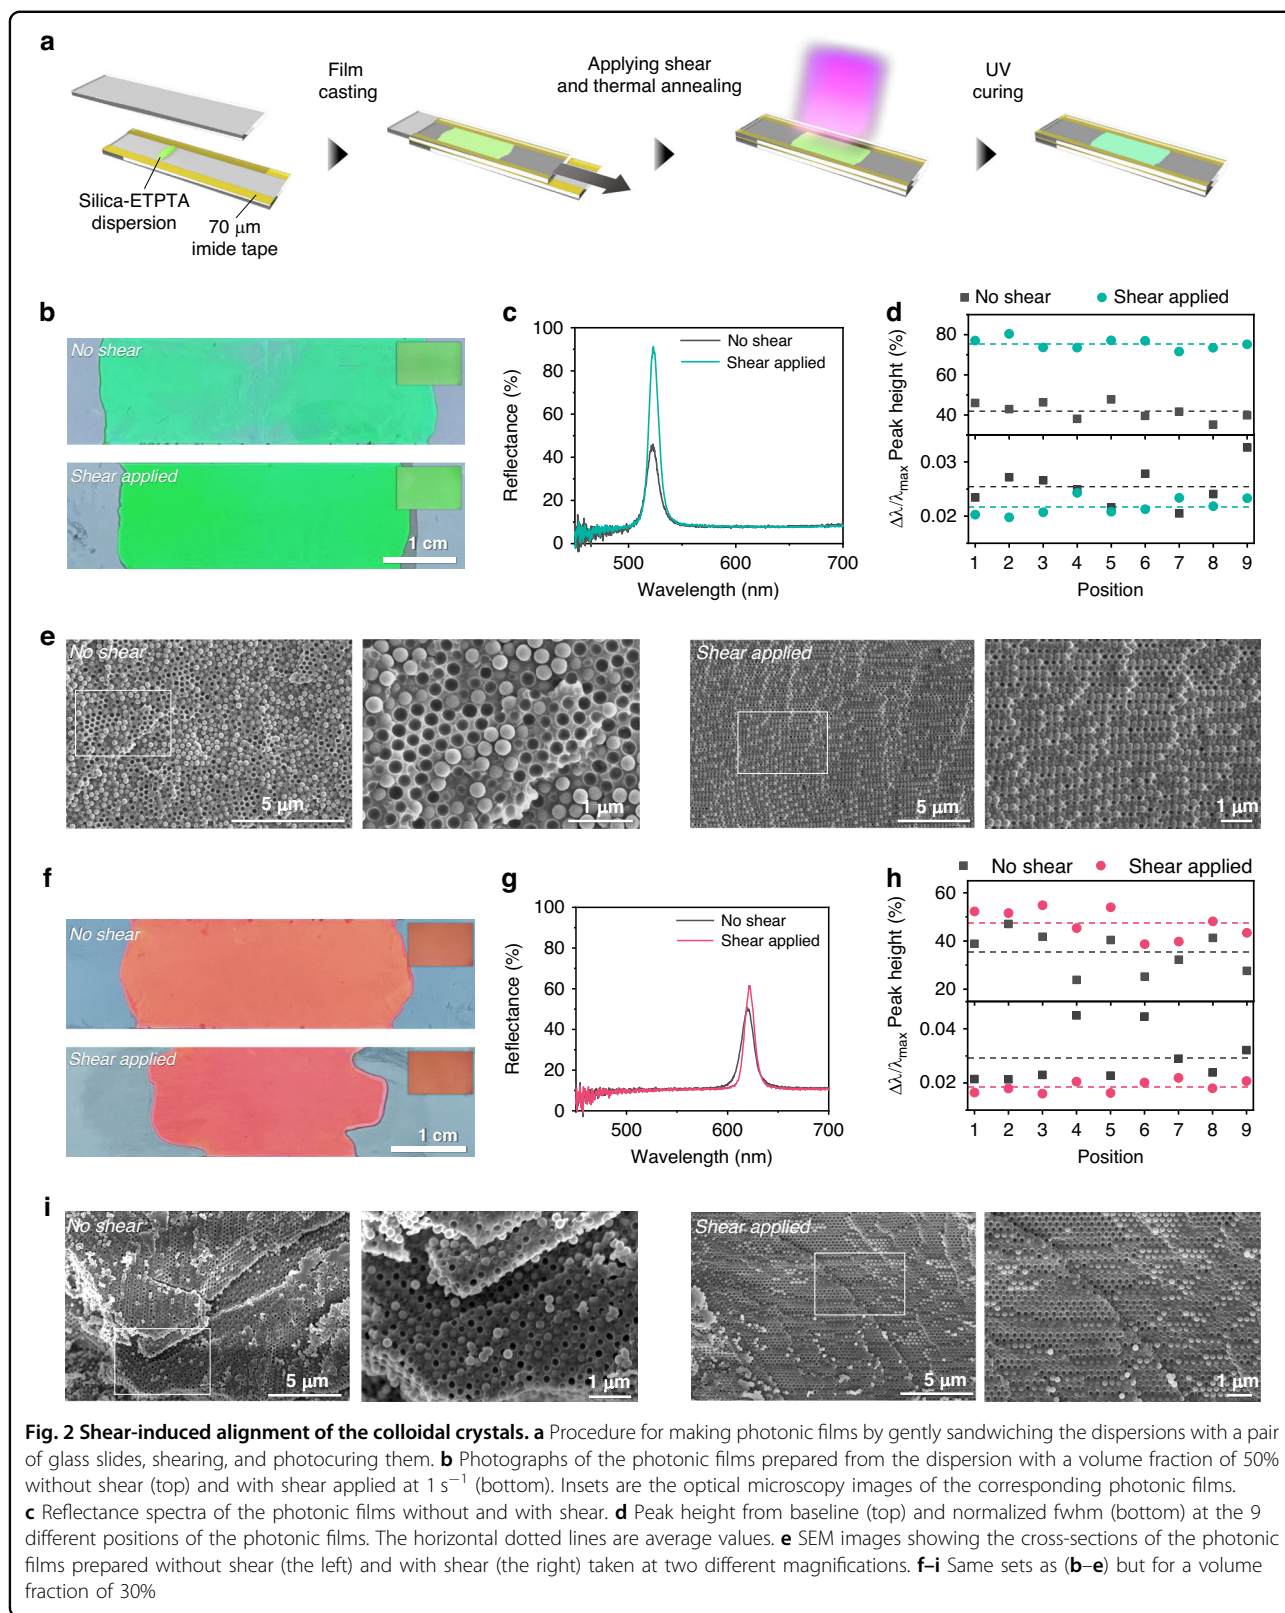 a
Film
casting
Applying shear
and thermal annealing
UV
curing
Silica-ETPTA
dispersion
70 μm
imide tape
b
No shear
Shear applied
1 cm
c
No shear
Shear applied
Reflectance (%)
100
80
60
40
20
0
500
600
700
Wavelength (nm)
d
No shear
Shear applied
Δλ/λmax Peak height (%)
80
60
40
0.03
0.02
1 2 3 4 5 6 7 8 9
Position
e
No shear
5 μm
1 μm
Shear applied
5 μm
1 μm
f
No shear
Shear applied
1 cm
g
No shear
Shear applied
Reflectance (%)
100
80
60
40
20
0
500
600
700
Wavelength (nm)
h
No shear
Shear applied
Δλ/λmax Peak height (%)
60
40
20
0.04
0.02
1 2 3 4 5 6 7 8 9
Position
i
No shear
5 μm
1 μm
Shear applied
5 μm
1 μm
Fig. 2 Shear-induced alignment of the colloidal crystals. a Procedure for making photonic films by gently sandwiching the dispersions with a pair
of glass slides, shearing, and photocuring them. b Photographs of the photonic films prepared from the dispersion with a volume fraction of 50%
without shear (top) and with shear applied at 1 s⁻¹ (bottom). Insets are the optical microscopy images of the corresponding photonic films.
c Reflectance spectra of the photonic films without and with shear. d Peak height from baseline (top) and normalized fwhm (bottom) at the 9
different positions of the photonic films. The horizontal dotted lines are average values. e SEM images showing the cross-sections of the photonic
films prepared without shear (the left) and with shear (the right) taken at two different magnifications. f–i Same sets as (b–e) but for a volume
fraction of 30%